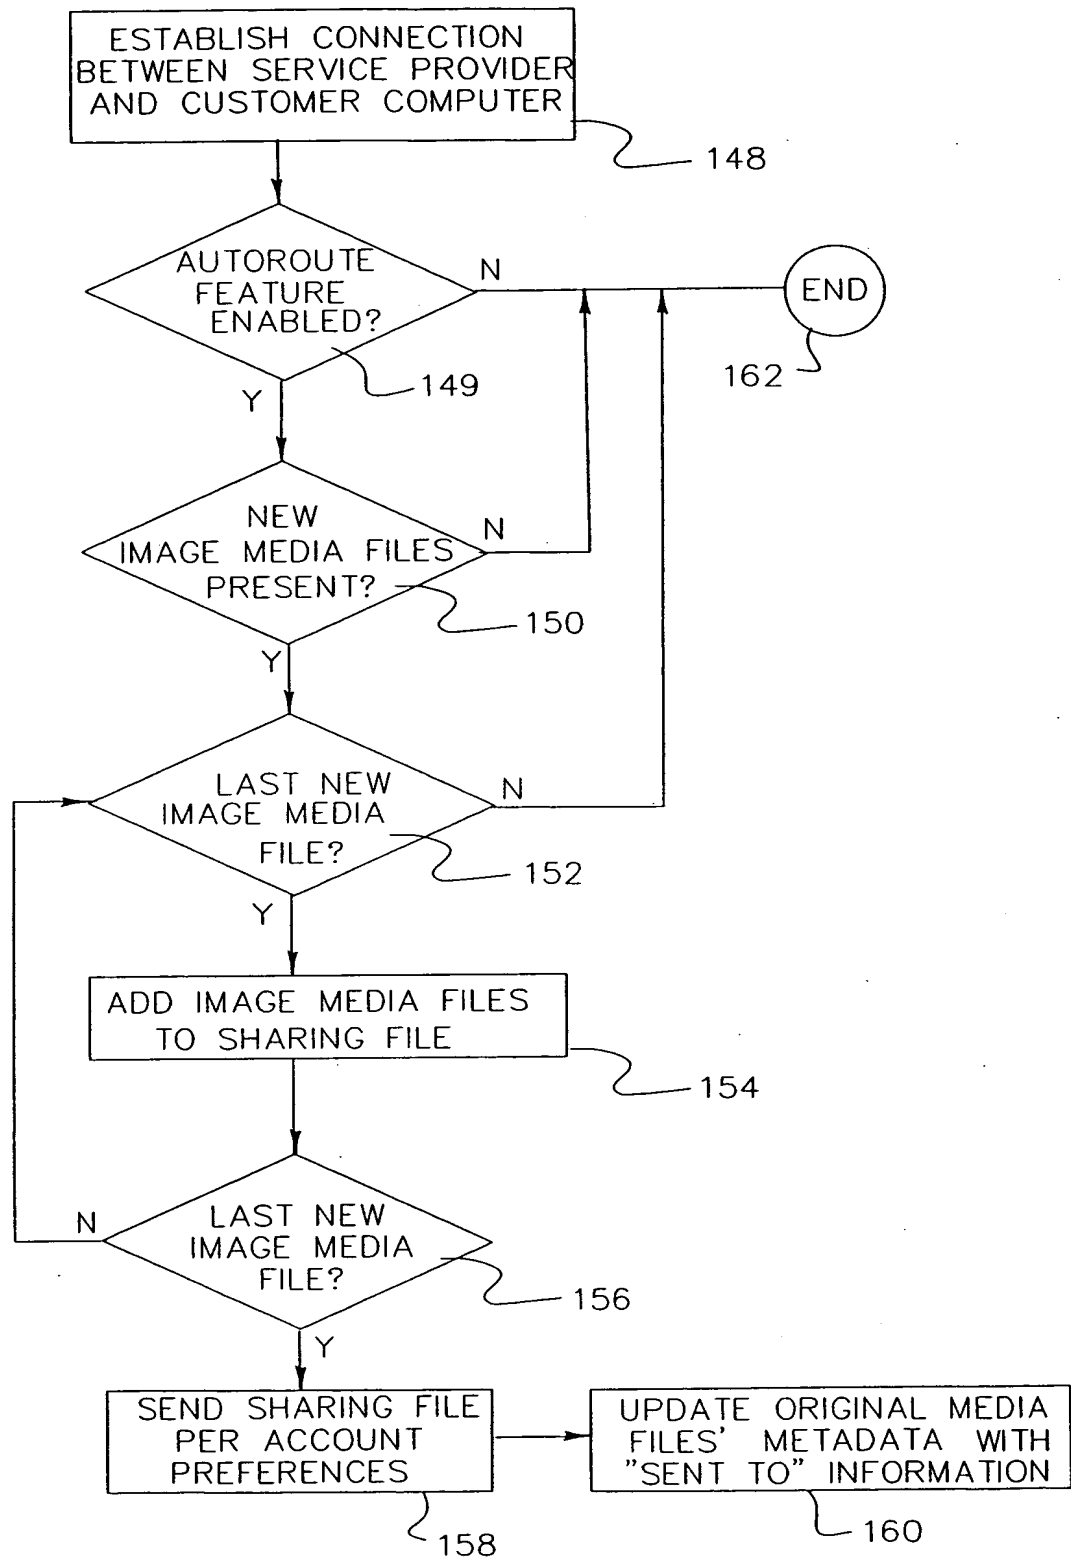 ESTABLISH CONNECTION
BETWEEN SERVICE PROVIDER
AND CUSTOMER COMPUTER
148
AUTOROUTE
FEATURE
ENABLED?
N
END
149
162
Y
NEW
IMAGE MEDIA FILES
PRESENT?
N
150
Y
LAST NEW
IMAGE MEDIA
FILE?
N
152
Y
ADD IMAGE MEDIA FILES
TO SHARING FILE
154
LAST NEW
IMAGE MEDIA
FILE?
N
156
Y
SEND SHARING FILE
PER ACCOUNT
PREFERENCES
158
UPDATE ORIGINAL MEDIA
FILES' METADATA WITH
"SENT TO" INFORMATION
160